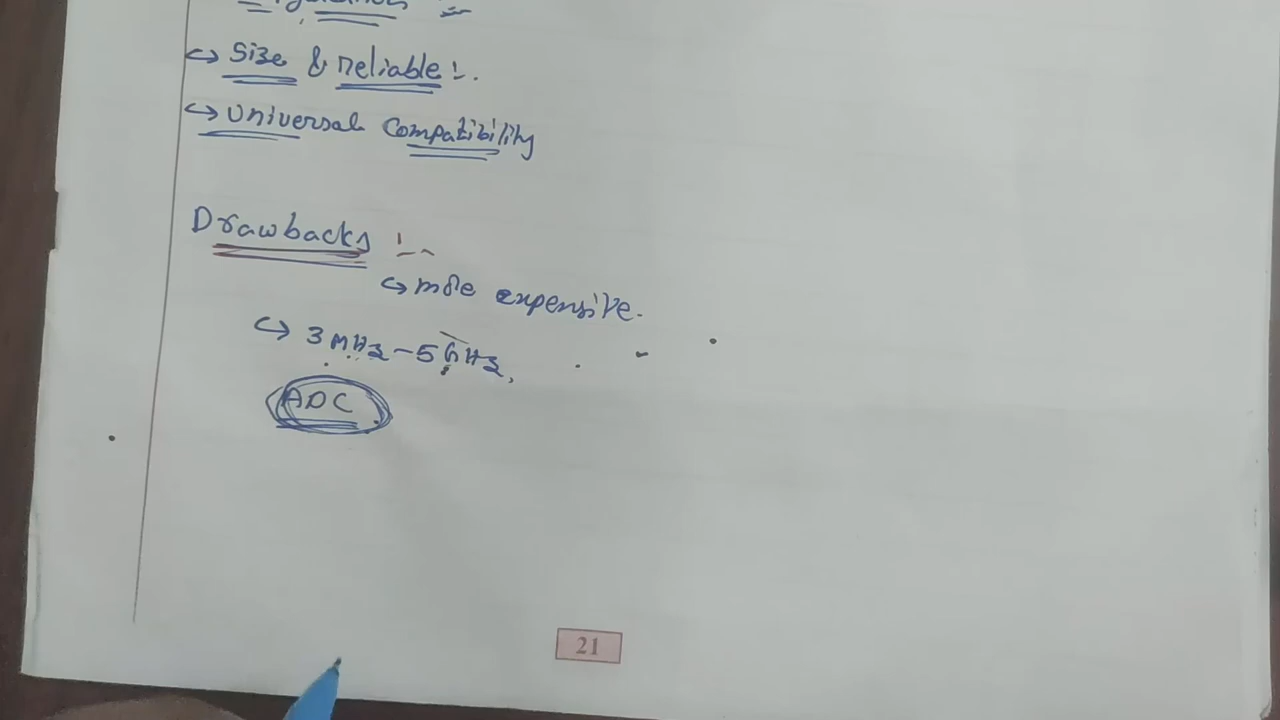 ↪ Size & reliable :.
↪ Universal Compatibility
Drawbacks :-
↪ more expensive.
↪ 3 MHz - 5 GHz,
ADC
21